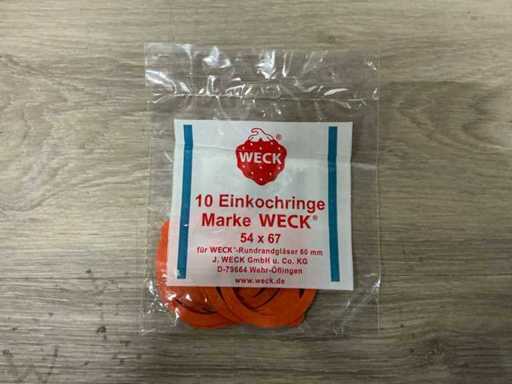 WECK ®
10 Einkochringe
Marke WECK®
54 x 67
für WECK®-Rundrandgläser 60 mm
J. WECK GmbH u. Co. KG
D-79664 Wehr-Öflingen
www.weck.de